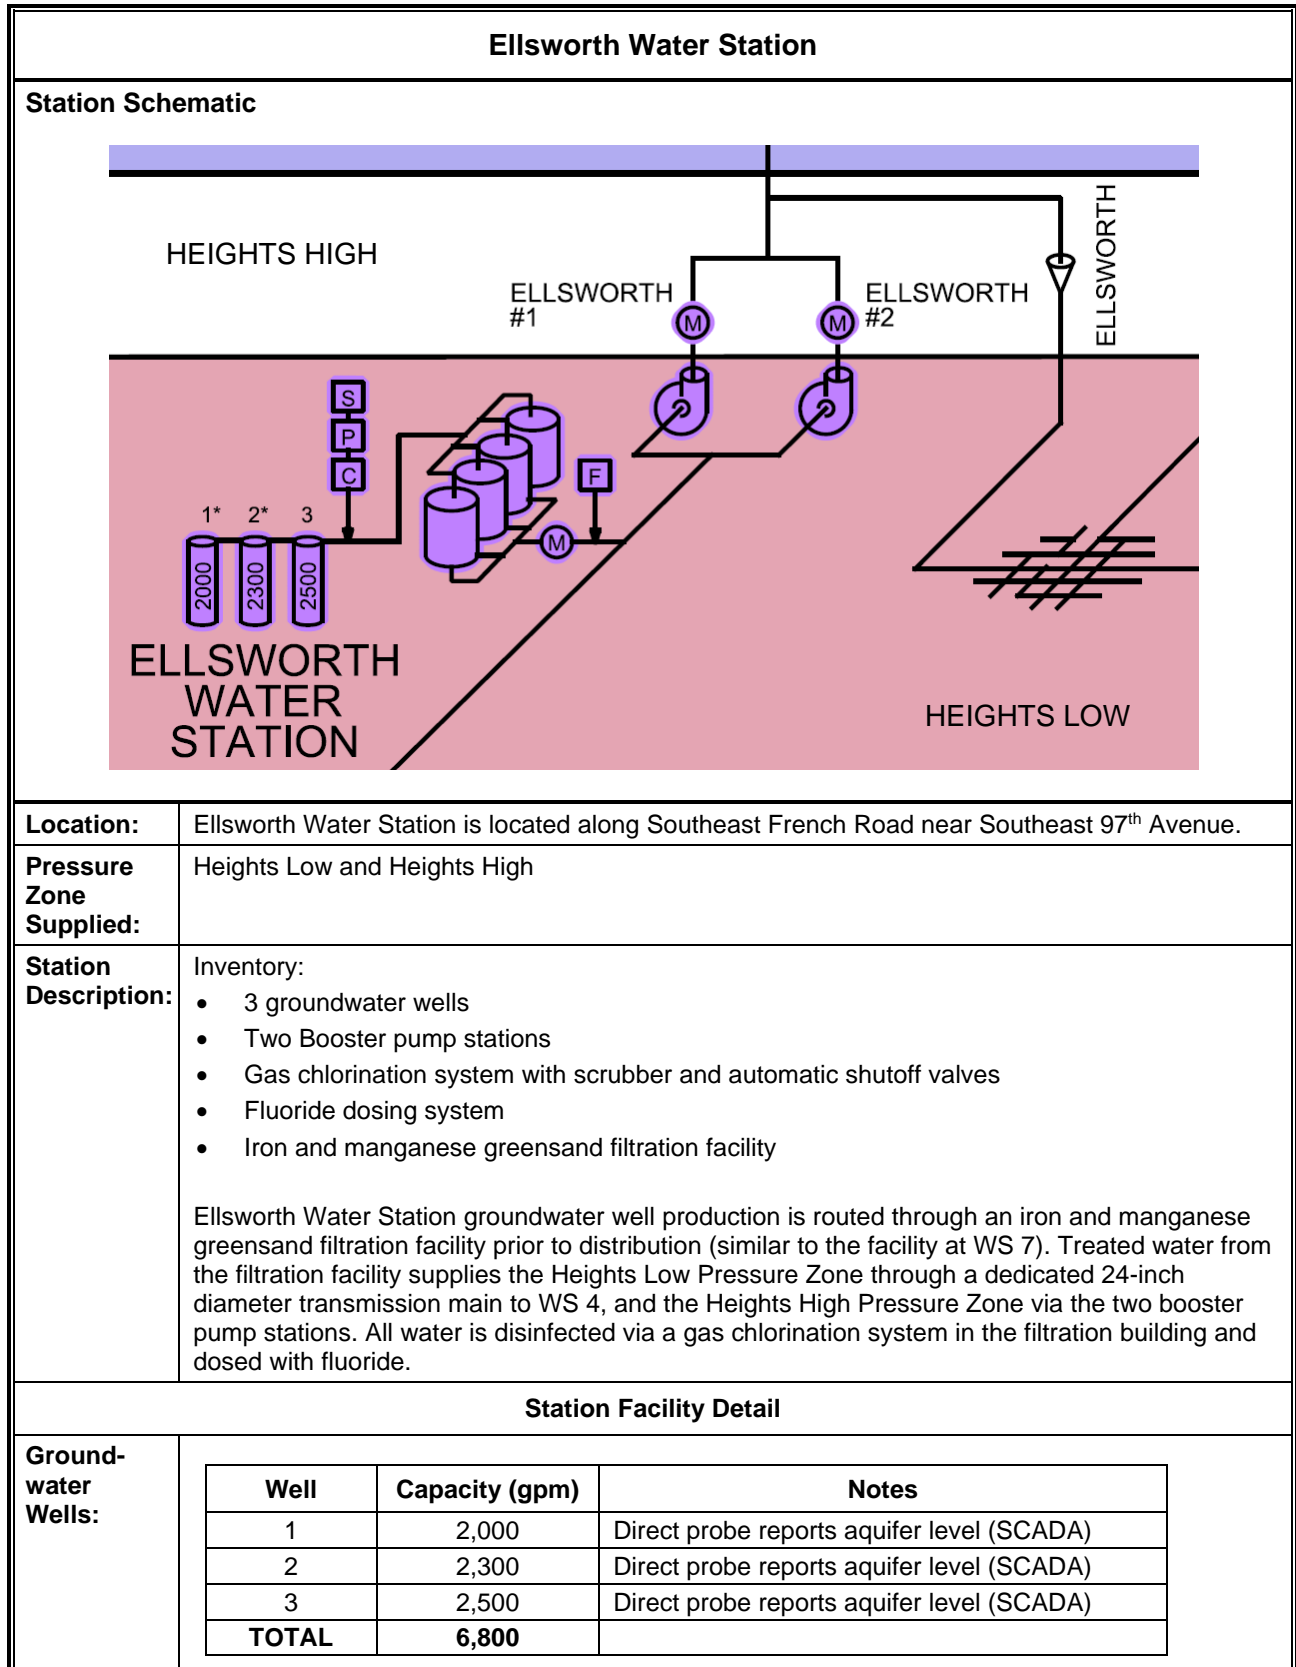 Ellsworth Water Station
Station Schematic
HEIGHTS HIGH
ELLSWORTH
#1
ELLSWORTH
#2
ELLSWORTH
M
M
S
P
C
F
M
1* 2* 3
2000 2300 2500
ELLSWORTH
WATER
STATION
HEIGHTS LOW
Location: Ellsworth Water Station is located along Southeast French Road near Southeast 97th Avenue.
Pressure
Zone
Supplied:
Heights Low and Heights High
Station
Description:
Inventory:
• 3 groundwater wells
• Two Booster pump stations
• Gas chlorination system with scrubber and automatic shutoff valves
• Fluoride dosing system
• Iron and manganese greensand filtration facility
Ellsworth Water Station groundwater well production is routed through an iron and manganese
greensand filtration facility prior to distribution (similar to the facility at WS 7). Treated water from
the filtration facility supplies the Heights Low Pressure Zone through a dedicated 24-inch
diameter transmission main to WS 4, and the Heights High Pressure Zone via the two booster
pump stations. All water is disinfected via a gas chlorination system in the filtration building and
dosed with fluoride.
Station Facility Detail
Ground-
water
Wells:
Well Capacity (gpm) Notes
1 2,000 Direct probe reports aquifer level (SCADA)
2 2,300 Direct probe reports aquifer level (SCADA)
3 2,500 Direct probe reports aquifer level (SCADA)
TOTAL 6,800